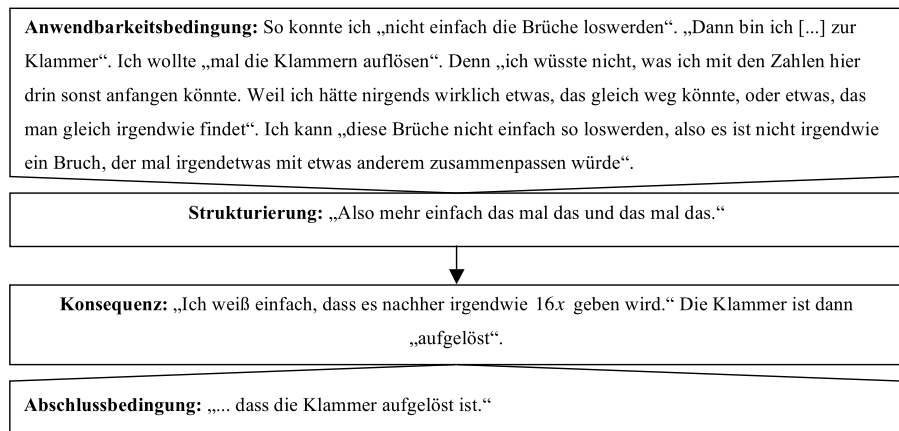 Anwendbarkeitsbedingung: So konnte ich „nicht einfach die Brüche loswerden“. „Dann bin ich [...] zur
Klammer“. Ich wollte „mal die Klammern auflösen“. Denn „ich wüsste nicht, was ich mit den Zahlen hier
drin sonst anfangen könnte. Weil ich hätte nirgends wirklich etwas, das gleich weg könnte, oder etwas, das
man gleich irgendwie findet“. Ich kann „diese Brüche nicht einfach so loswerden, also es ist nicht irgendwie
ein Bruch, der mal irgendetwas mit etwas anderem zusammenpassen würde“.
Strukturierung: „Also mehr einfach das mal das und das mal das.“
Konsequenz: „Ich weiß einfach, dass es nachher irgendwie 16x geben wird.“ Die Klammer ist dann
„aufgelöst“.
Abschlussbedingung: „... dass die Klammer aufgelöst ist.“